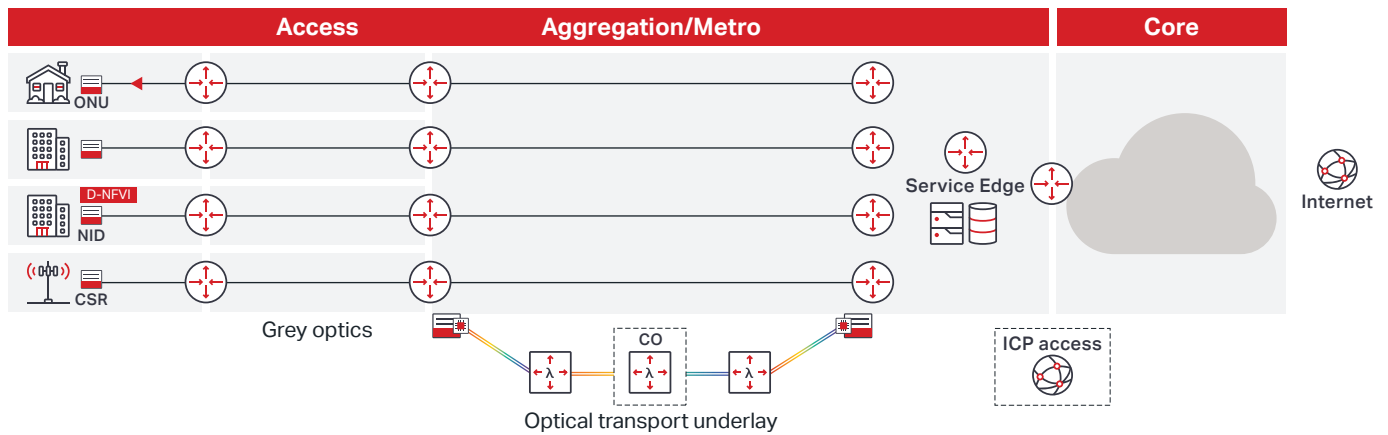 Access
Aggregation/Metro
Core
ONU
D-NFVI
NID
Service Edge
Internet
CSR
Grey optics
CO
λ
λ
λ
ICP access
Optical transport underlay